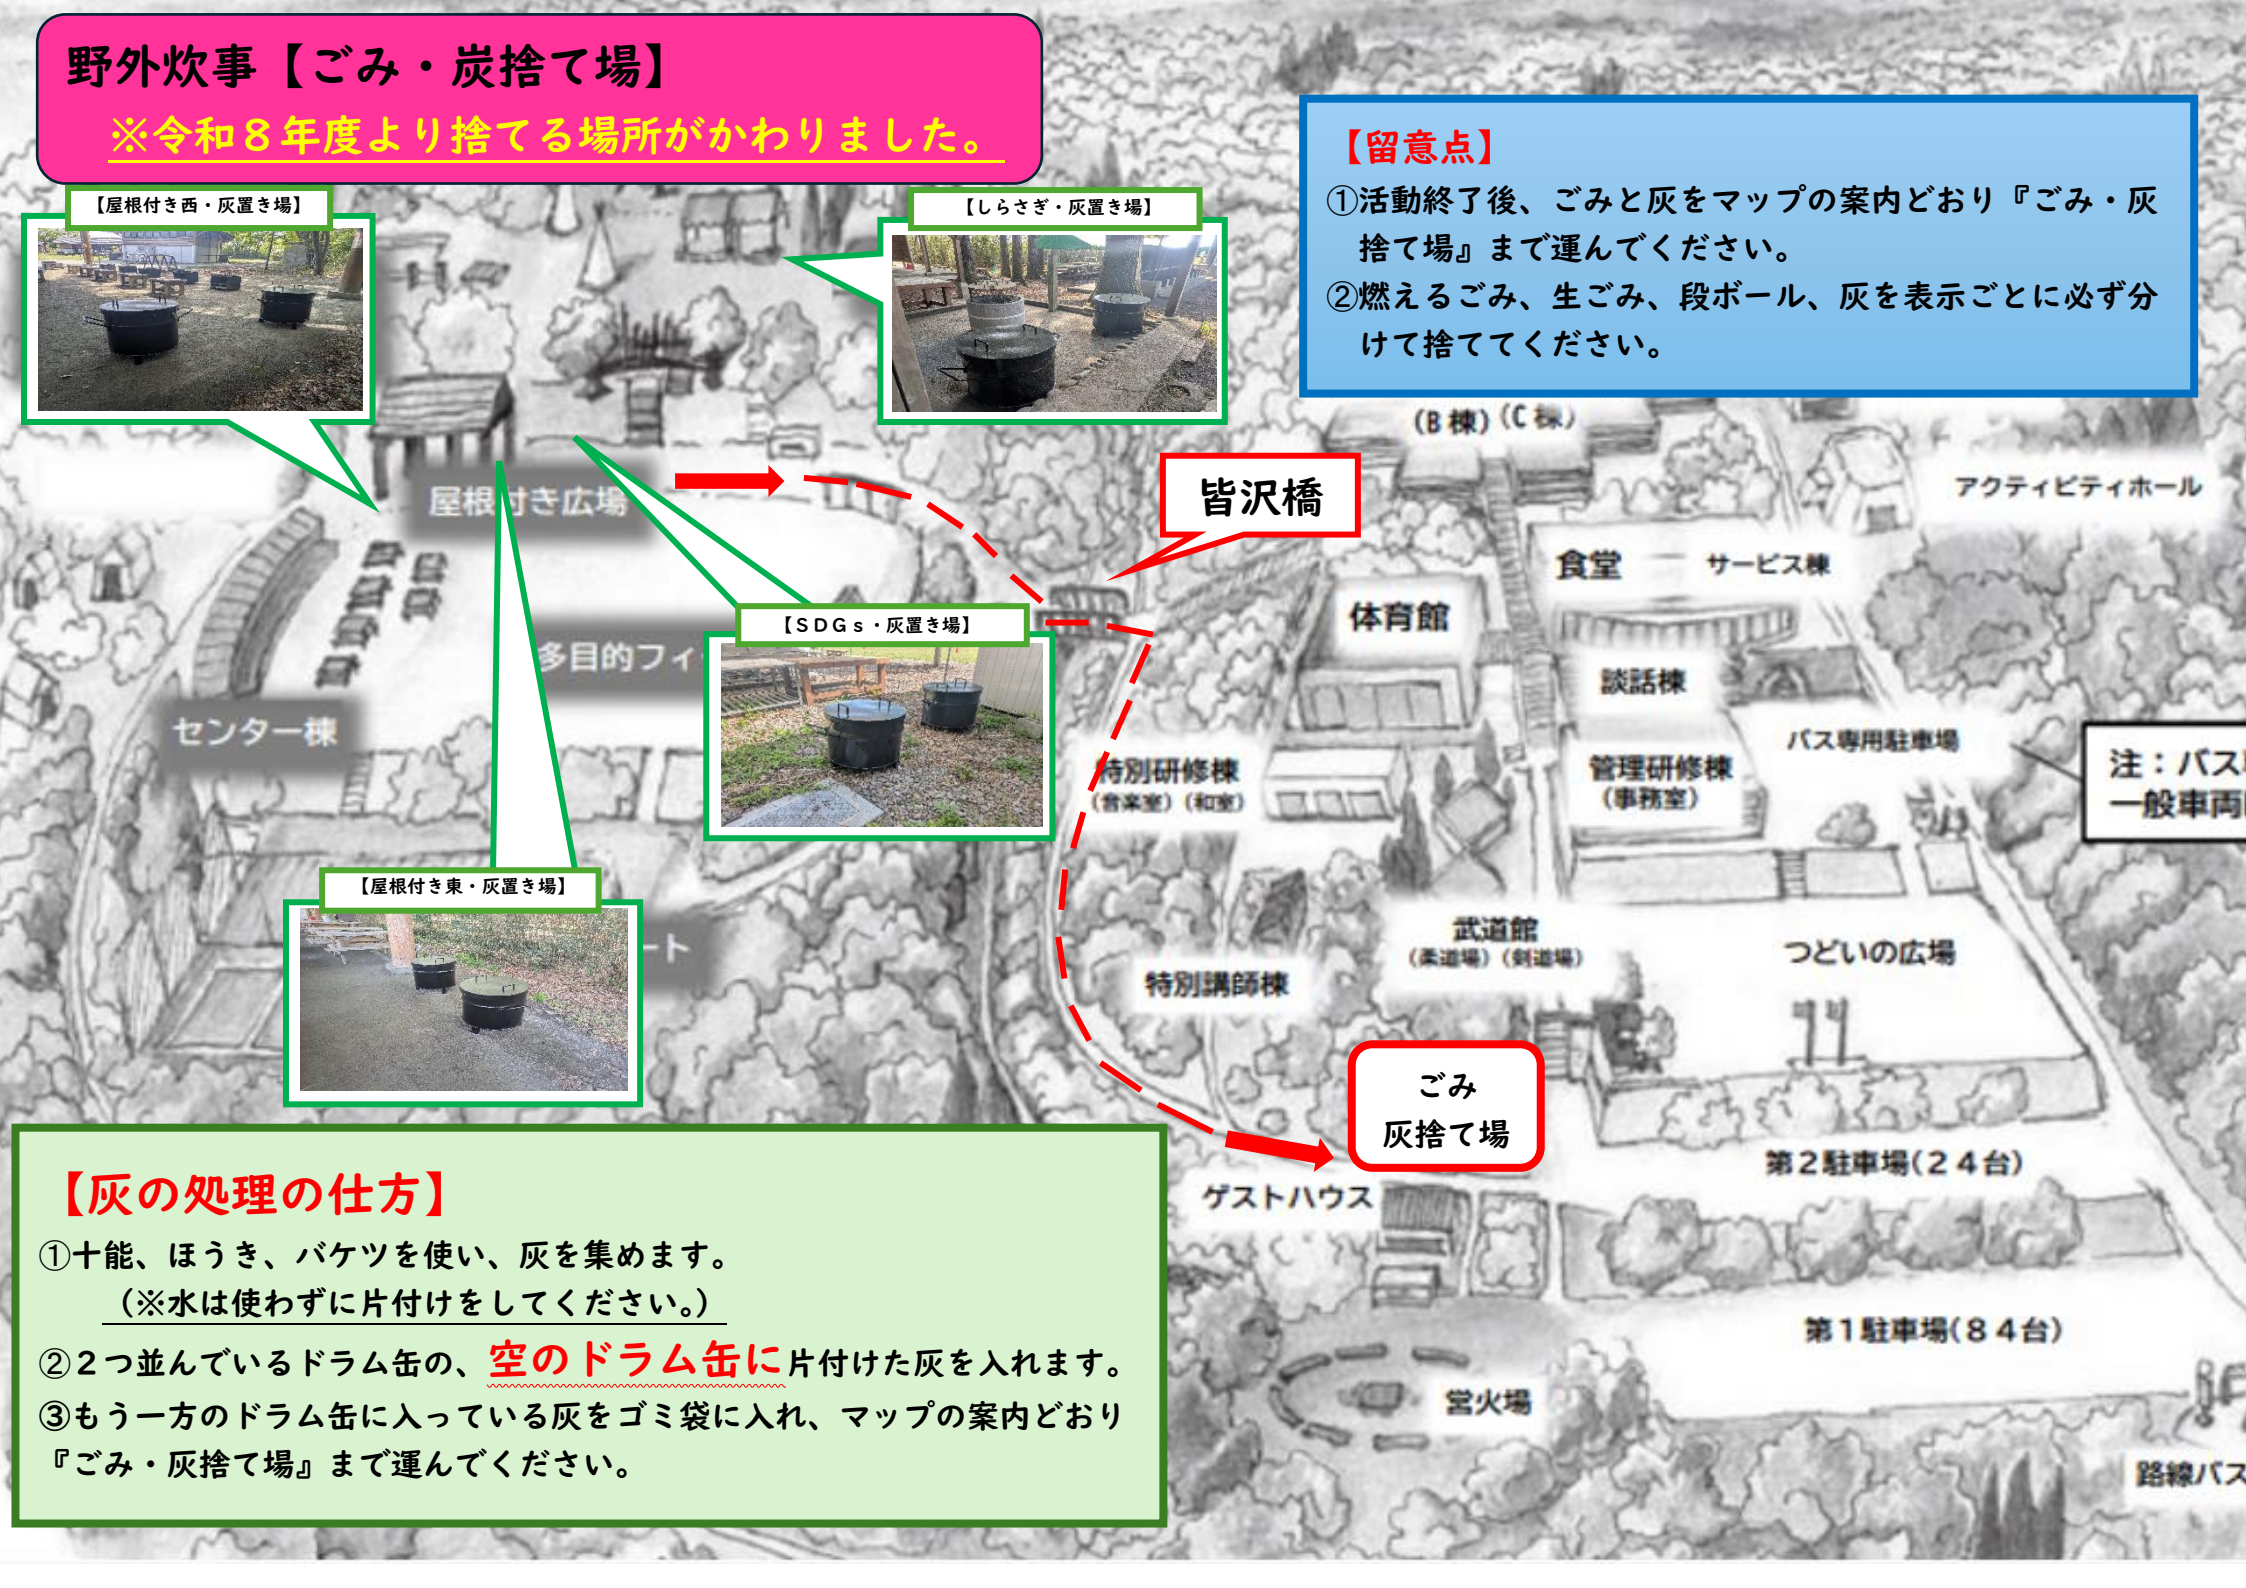 野外炊事【ごみ・炭捨て場】
※令和８年度より捨てる場所がかわりました。
【留意点】
①活動終了後、ごみと灰をマップの案内どおり『ごみ・灰
捨て場』まで運んでください。
②燃えるごみ、生ごみ、段ボール、灰を表示ごとに必ず分
けて捨ててください。
【屋根付き西・灰置き場】
【しらさぎ・灰置き場】
(B 棟)(C 棟)
皆沢橋
アクティビティホール
屋根付き広場
食堂
サービス棟
体育館
【ＳＤＧｓ・灰置き場】
多目的フィ
談話棟
センター棟
バス専用駐車場
特別研修棟
(音楽室)(和室)
管理研修棟
(事務室)
注：バス
一般車両
【屋根付き東・灰置き場】
ート
武道館
(柔道場)(剣道場)
つどいの広場
特別講師棟
ごみ
灰捨て場
第２駐車場(２４台)
ゲストハウス
第１駐車場(８４台)
営火場
路線バス
【灰の処理の仕方】
①十能、ほうき、バケツを使い、灰を集めます。
（※水は使わずに片付けをしてください。）
②２つ並んでいるドラム缶の、空のドラム缶に片付けた灰を入れます。
③もう一方のドラム缶に入っている灰をゴミ袋に入れ、マップの案内どおり
『ごみ・灰捨て場』まで運んでください。